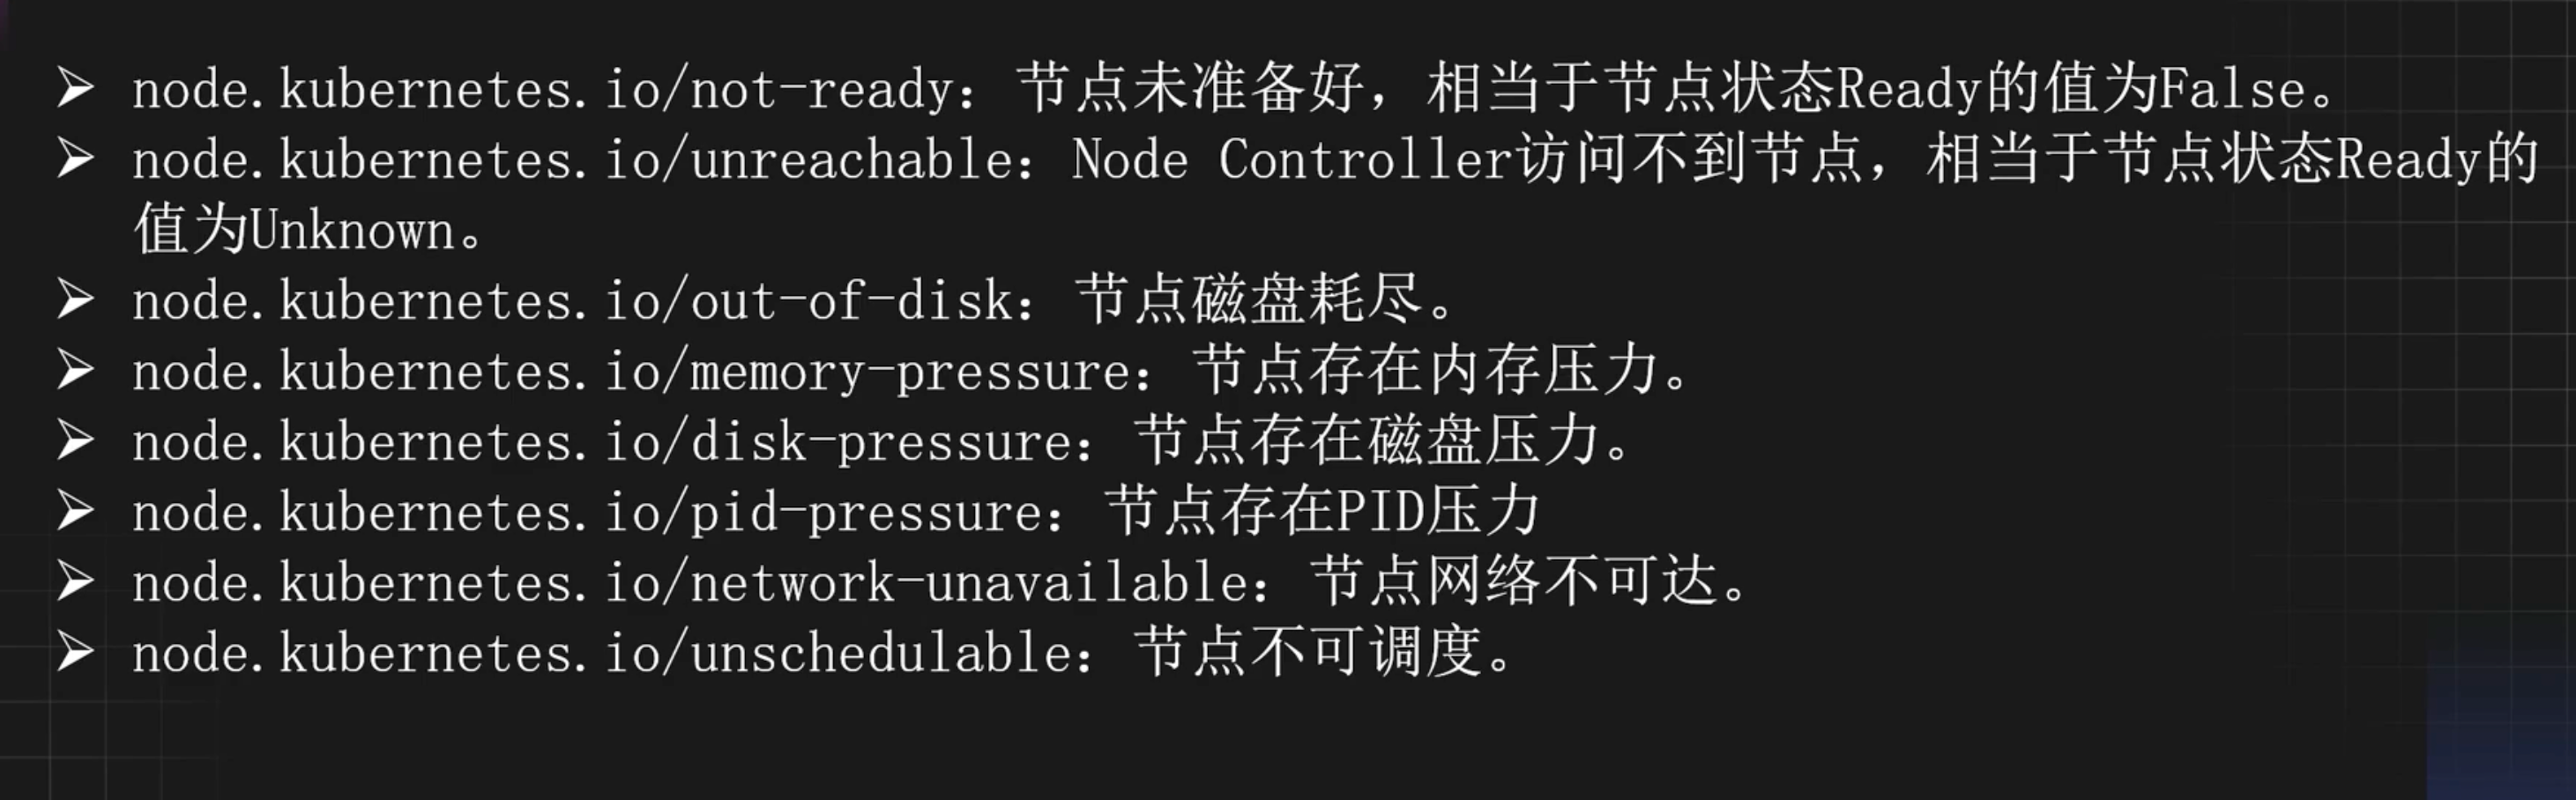 ➢ node.kubernetes.io/not-ready：节点未准备好，相当于节点状态Ready的值为False。
➢ node.kubernetes.io/unreachable：Node Controller访问不到节点，相当于节点状态Ready的
值为Unknown。
➢ node.kubernetes.io/out-of-disk：节点磁盘耗尽。
➢ node.kubernetes.io/memory-pressure：节点存在内存压力。
➢ node.kubernetes.io/disk-pressure：节点存在磁盘压力。
➢ node.kubernetes.io/pid-pressure：节点存在PID压力
➢ node.kubernetes.io/network-unavailable：节点网络不可达。
➢ node.kubernetes.io/unschedulable：节点不可调度。